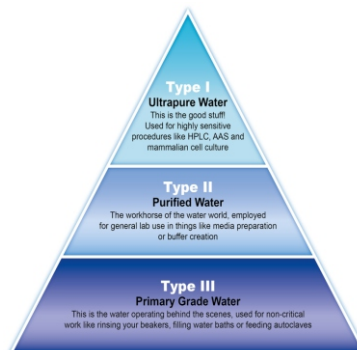 Type I
Ultrapure Water
This is the good stuff!
Used for highly sensitive
procedures like HPLC, AAS and
mammalian cell culture
Type II
Purified Water
The workhorse of the water world, employed
for general lab use in things like media preparation
or buffer creation
Type III
Primary Grade Water
This is the water operating behind the scenes, used for non-critical
work like rinsing your beakers, filling water baths or feeding autoclaves